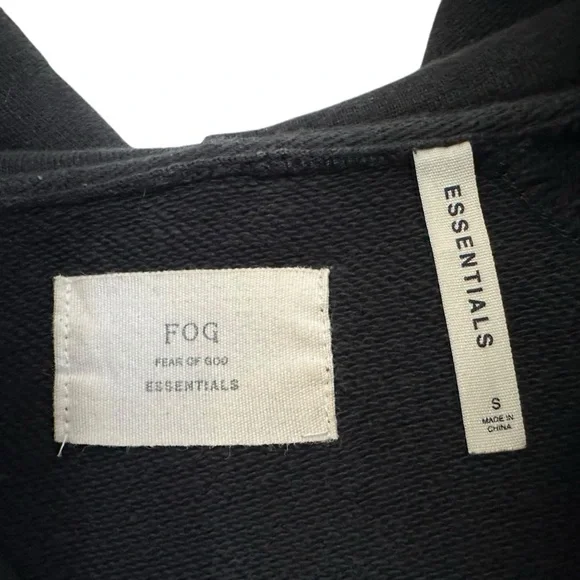 FOG
FEAR OF GOD
ESSENTIALS
ESSENTIALS
S
MADE IN
CHINA